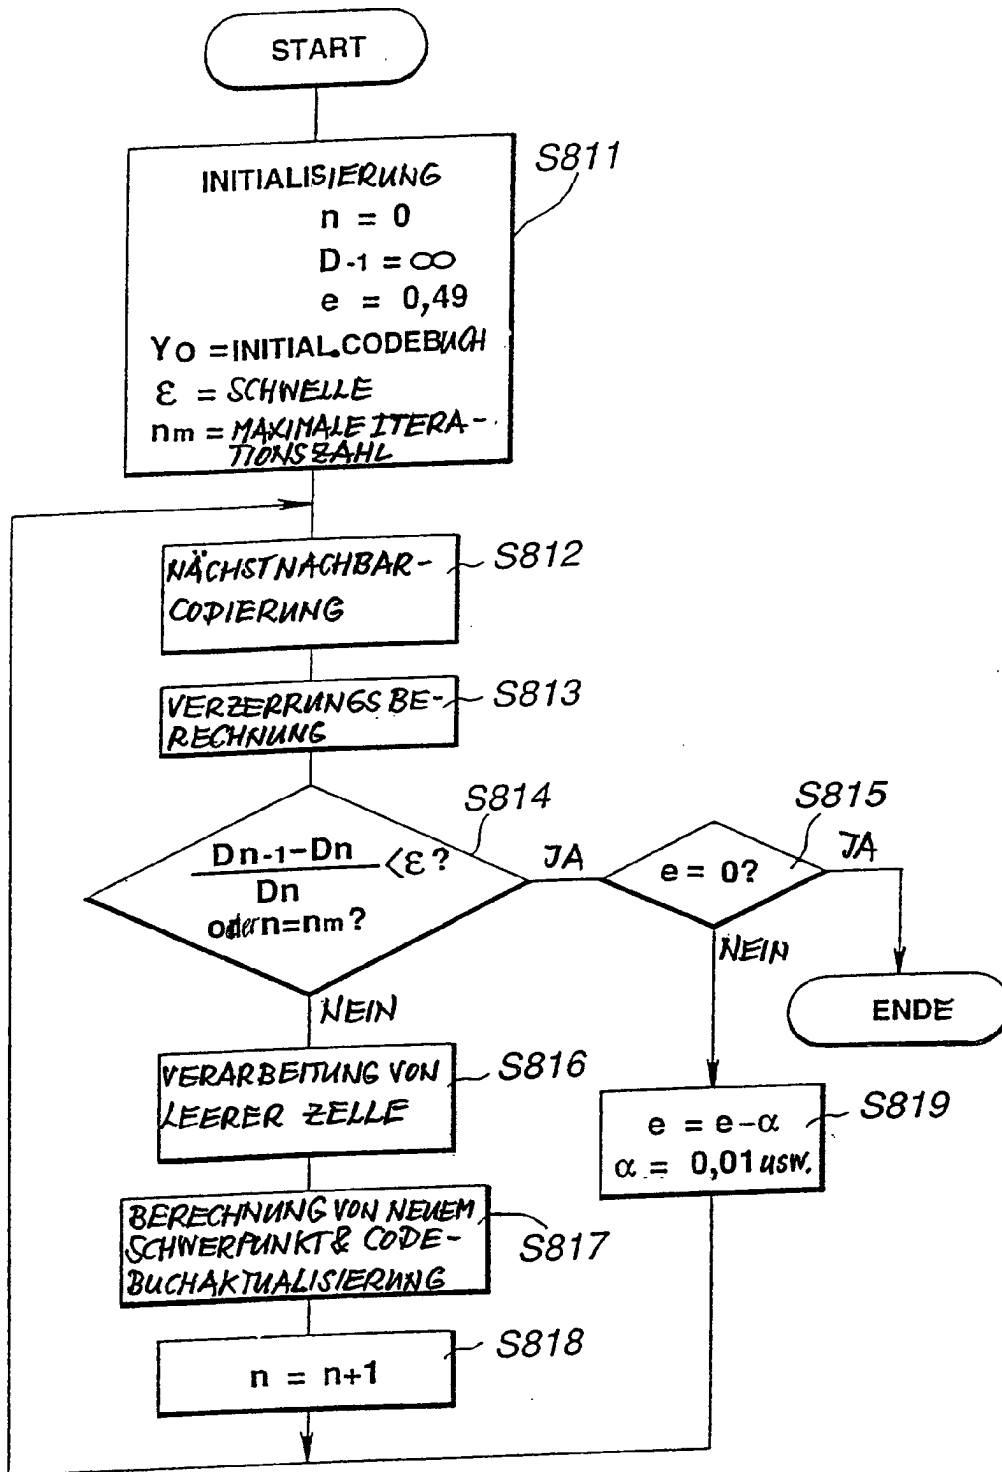 START
S811
INITIALISIERUNG
n = 0
D-1 = ∞
e = 0,49
Yo = INITIAL.CODEBUCH
ε = SCHWELLE
nm = MAXIMALE ITERA-
TIONSZAHL
NÄCHSTNACHBAR-
CODIERUNG
S812
VERZERRUNGSBE-
RECHNUNG
S813
S814
Dn-1-Dn
Dn
<ε?
oder n=nm?
JA
NEIN
S815
e = 0?
JA
NEIN
ENDE
VERARBEITUNG VON
LEERER ZELLE
S816
e = e-α
α = 0,01 usw.
S819
BERECHNUNG VON NEUEM
SCHWERPUNKT & CODE-
BUCHAKTUALISIERUNG
S817
n = n+1
S818